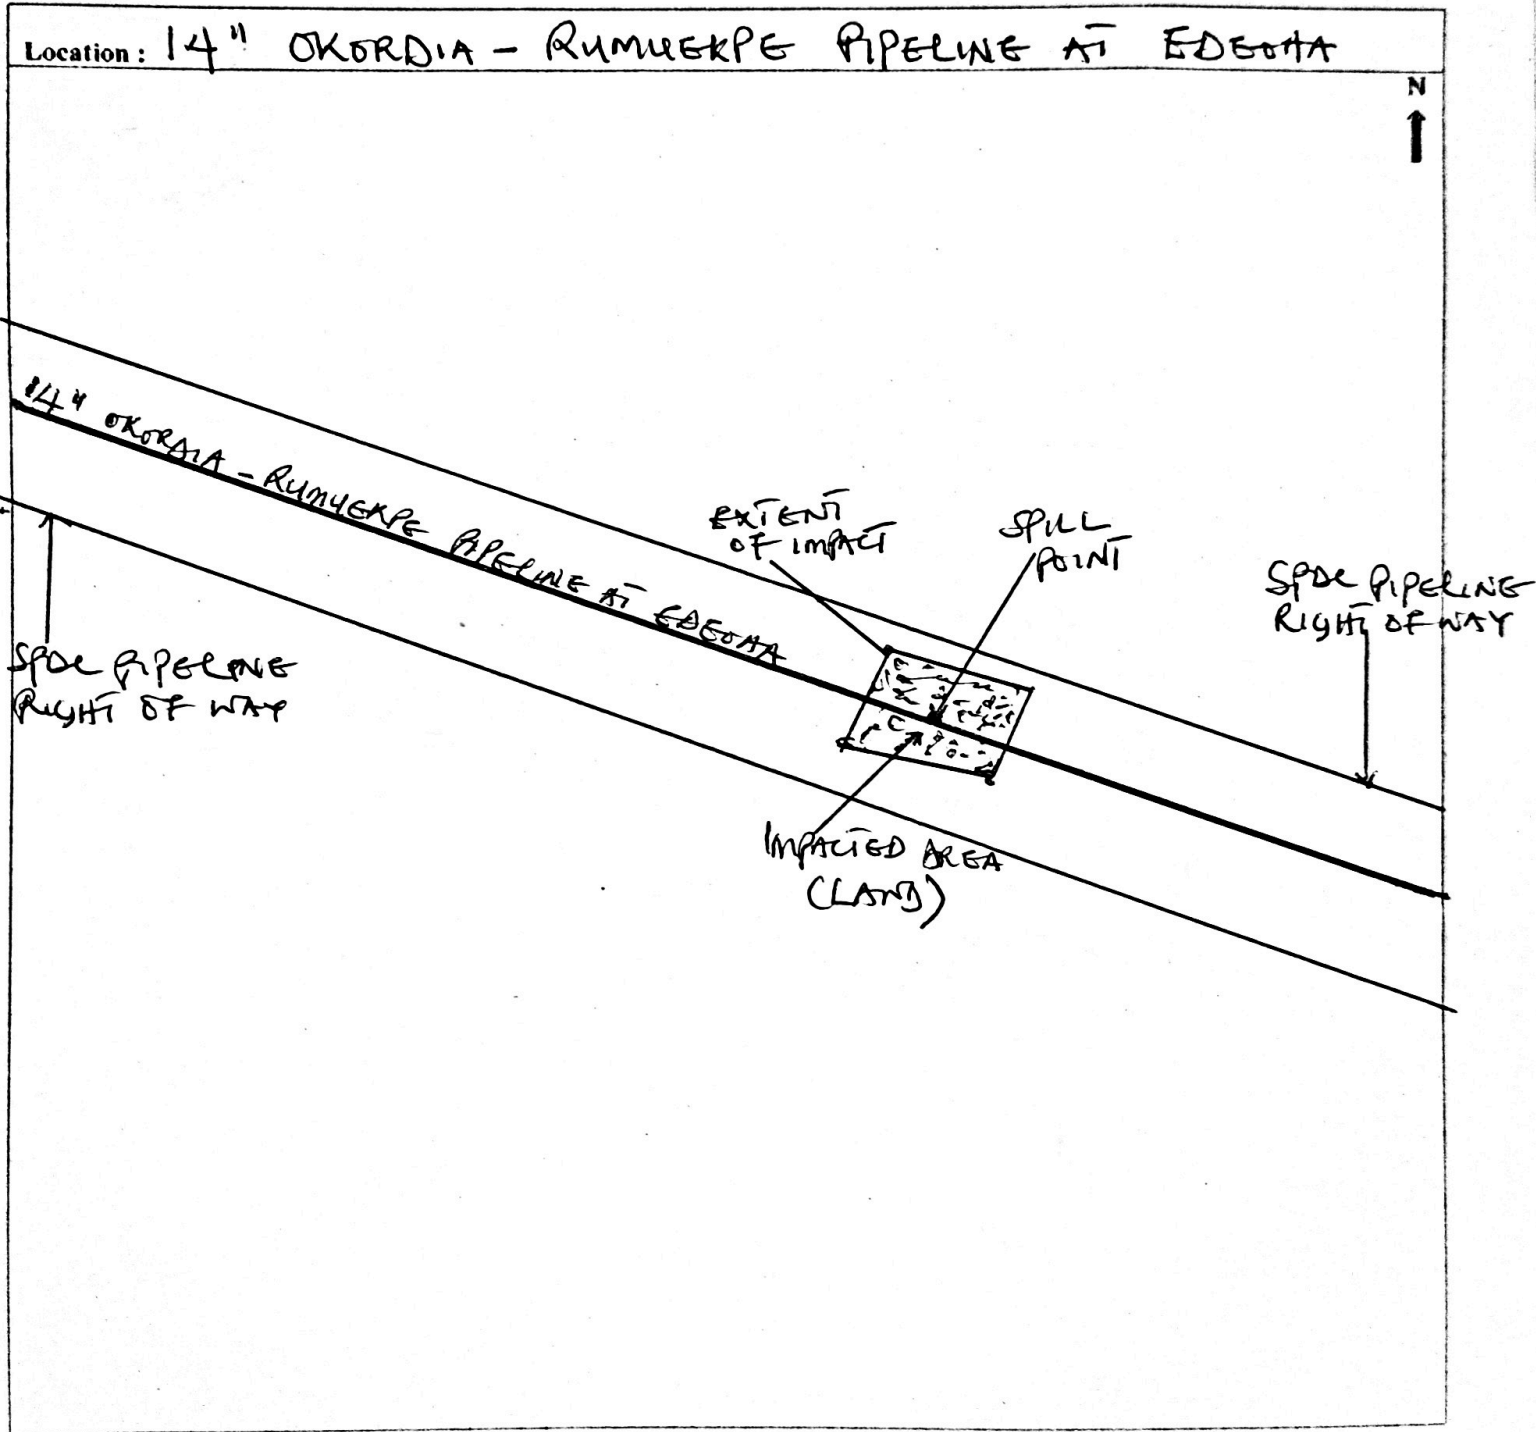 Location : 14" OKORDIA - RUMUEKPE PIPELINE AT EDEOHA
N
14" OKORDIA - RUMUEKPE PIPELINE AT EDEOHA
EXTENT
OF IMPACT
SPILL
POINT
SPDC PIPELINE
RIGHT OF WAY
SPDC PIPELINE
RIGHT OF WAY
IMPACTED AREA
(LAND)